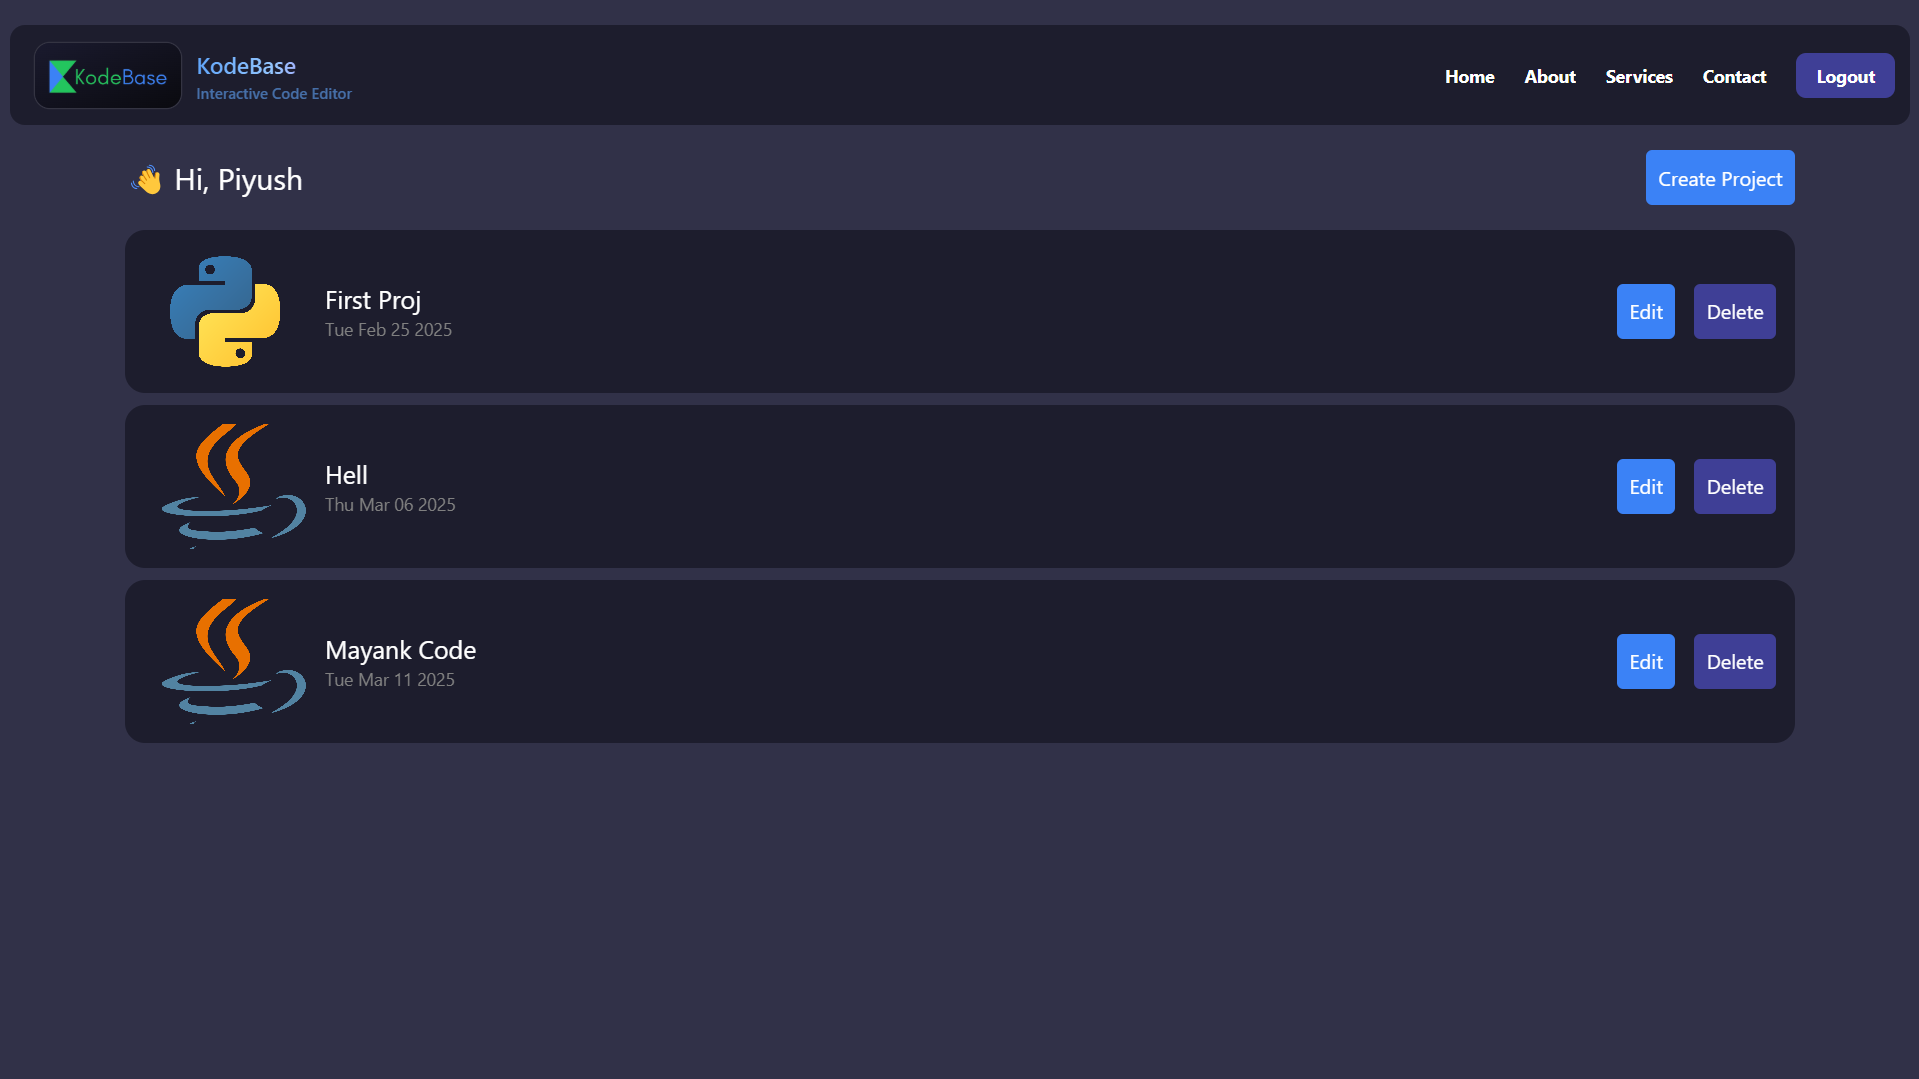 KodeBase
KodeBase
Interactive Code Editor
Home About Services Contact Logout
👋 Hi, Piyush
Create Project
First Proj
Tue Feb 25 2025
Edit Delete
Hell
Thu Mar 06 2025
Edit Delete
Mayank Code
Tue Mar 11 2025
Edit Delete